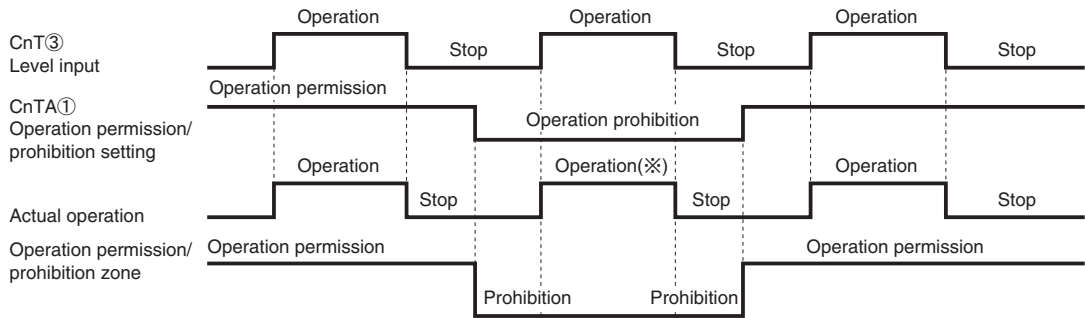 Operation Operation Operation
CnT③ Stop Stop Stop
Level input
Operation permission
CnTA①
Operation permission/ Operation prohibition
prohibition setting
Operation Operation(※) Operation
Actual operation Stop Stop Stop
Operation permission/ Operation permission Operation permission
prohibition zone
Prohibition Prohibition